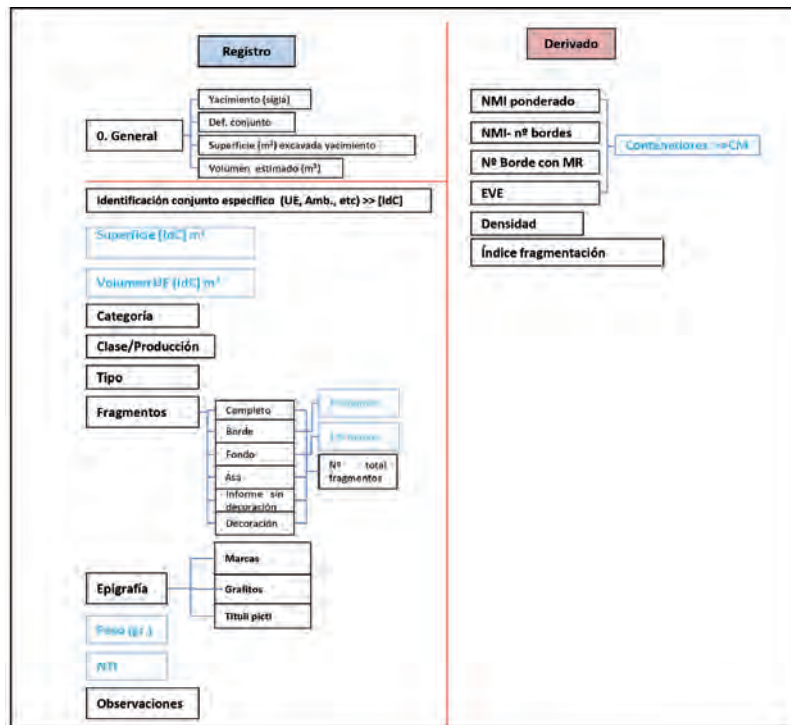 Registro
Derivado
0. General
Yacimiento (sigla)
Def. conjunto
Superficie (m²) excavada yacimiento
Volumen estimado (m³)
Identificación conjunto específica (UE, Amb., etc) >> [IdC]
Superficie [IdC] m²
Volumen UE [IdC] m³
Categoría
Clase/Producción
Tipo
Fragmentos
Completo
Borde
Fondo
Asa
Informe sin
decoración
Decoración
Nº total
fragmentos
Epigrafía
Marcas
Grafitos
Tituli picti
Peso (gr.)
NTI
Observaciones
NMI ponderado
NMI- nº bordes
Nº Borde con MR
EVE
Densidad
Índice fragmentación
Contenedores >>CM